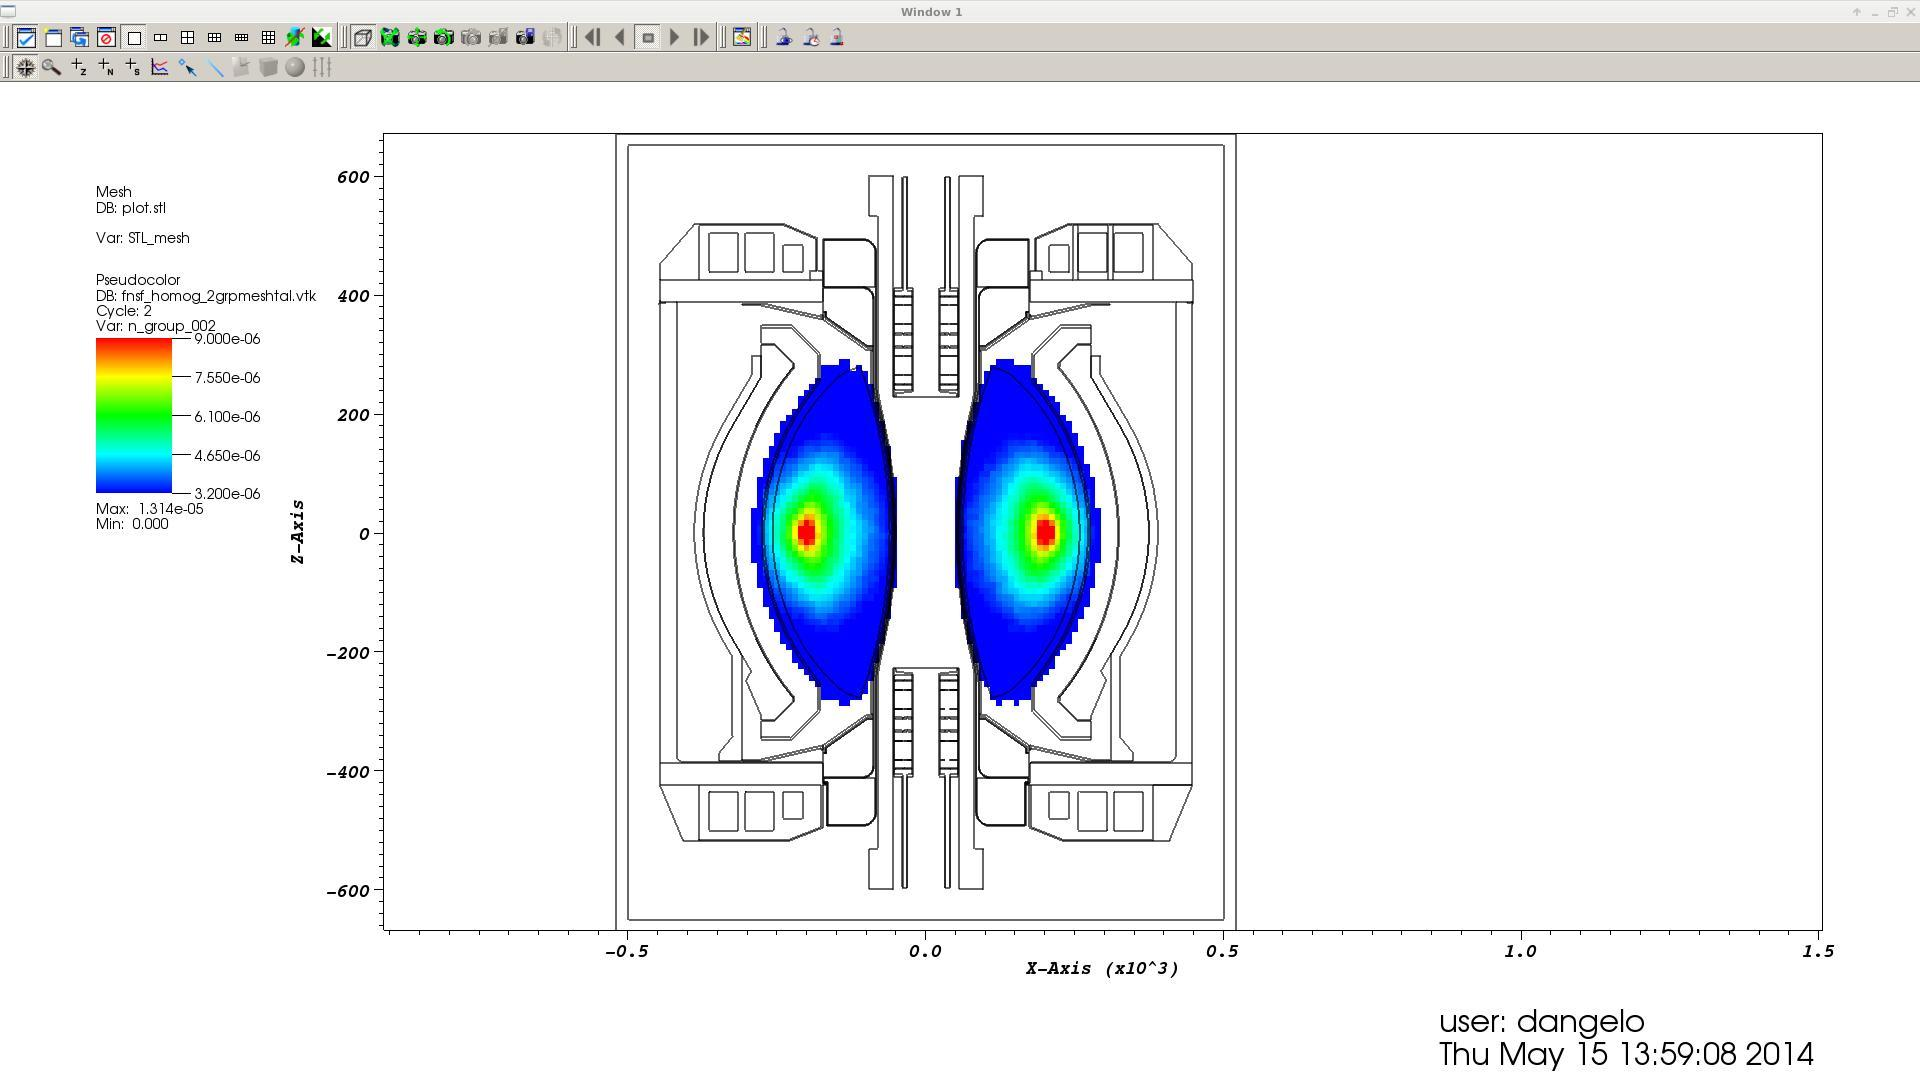 Window 1
Mesh
DB: plot.stl
Var: STL_mesh
Pseudocolor
DB: fnsf_homog_2grpmeshtal.vtk
Cycle: 2
Var: n_group_002
9.000e-06
7.550e-06
6.100e-06
4.650e-06
3.200e-06
Max: 1.314e-05
Min: 0.000
Z-Axis
600
400
200
0
-200
-400
-600
-0.5
0.0
0.5
1.0
1.5
X-Axis (x10^3)
user: dangelo
Thu May 15 13:59:08 2014